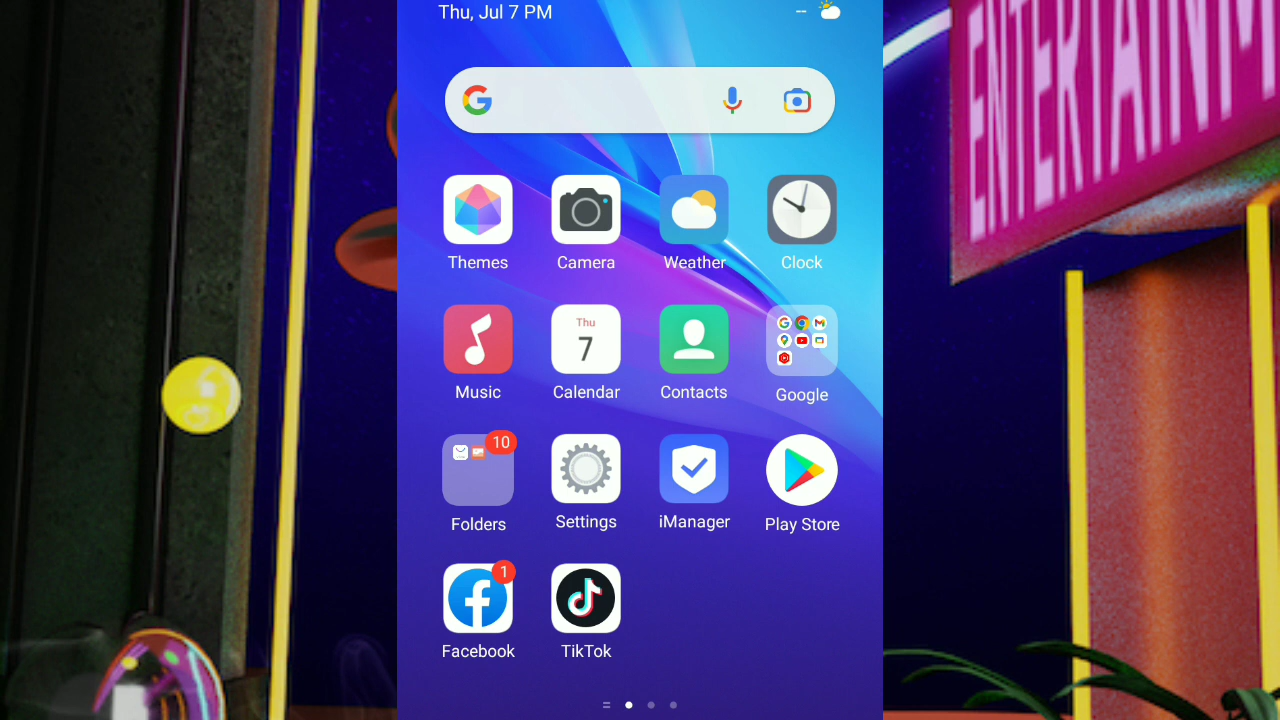 Thu, Jul 7 PM
--
ENTERTAINM
Themes
Camera
Weather
Clock
Thu
7
Music
Calendar
Contacts
Google
10
Folders
Settings
iManager
Play Store
1
Facebook
TikTok